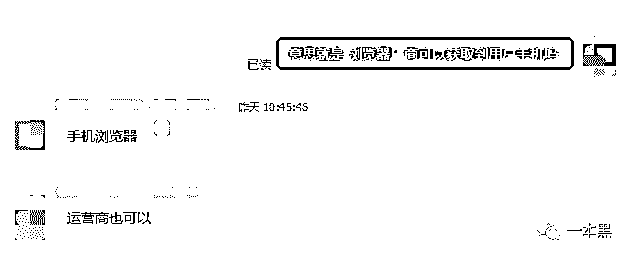 意思就是 浏览器厂商可以获取到用户手机号
已读
昨天 10:45:45
手机浏览器
运营商也可以
一本黑